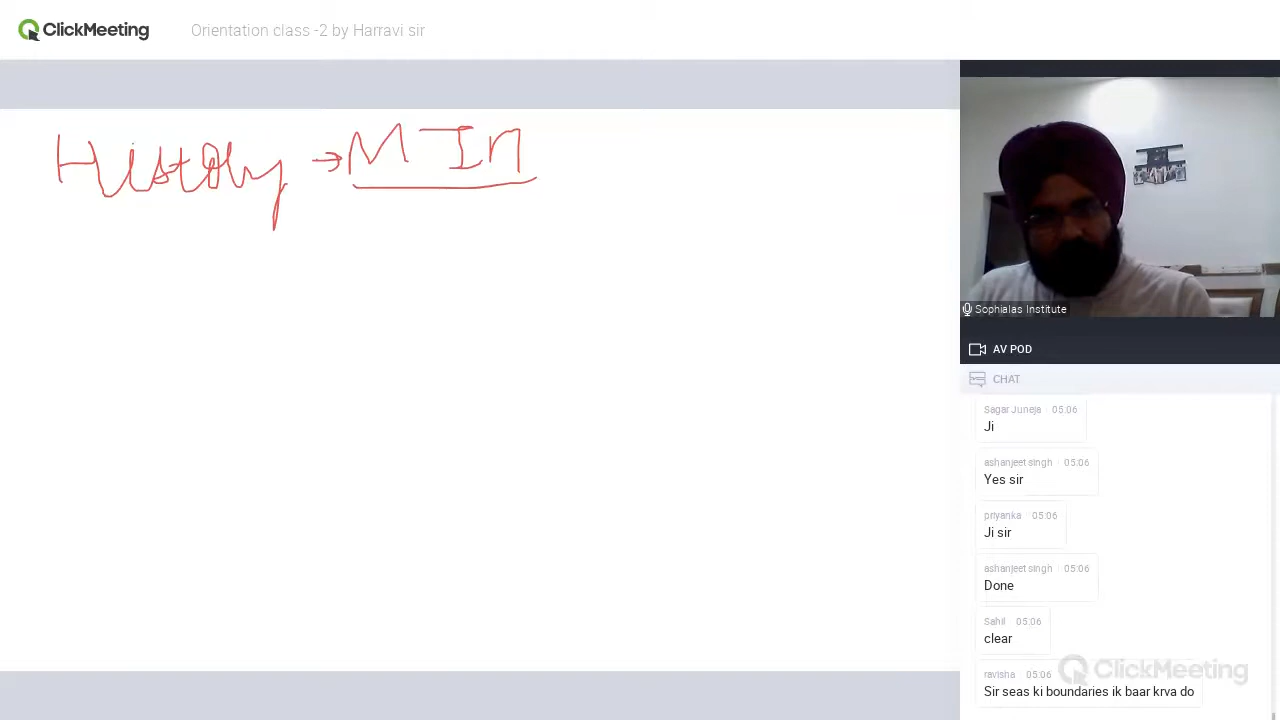 ClickMeeting
Orientation class -2 by Harravi sir
History → M I n
Sophialas Institute
AV POD
CHAT
Sagar Juneja 05:06
Ji
ashanjeet singh 05:06
Yes sir
priyanka 05:06
Ji sir
ashanjeet singh 05:06
Done
Sahil 05:06
clear
ravisha 05:06
Sir seas ki boundaries ik baar krva do
ClickMeeting